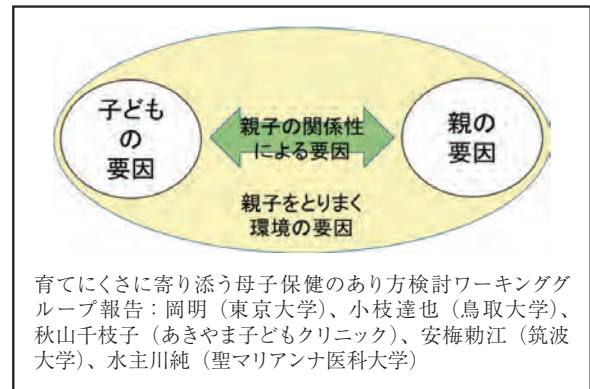 子ども
の
要因
親子の関係性
による要因
親の
要因
親子をとりまく
環境の要因
育てにくさに寄り添う母子保健のあり方検討ワーキンググ
ループ報告：岡明（東京大学）、小枝達也（鳥取大学）、
秋山千枝子（あきやま子どもクリニック）、安梅勅江（筑波
大学）、水主川純（聖マリアンナ医科大学）